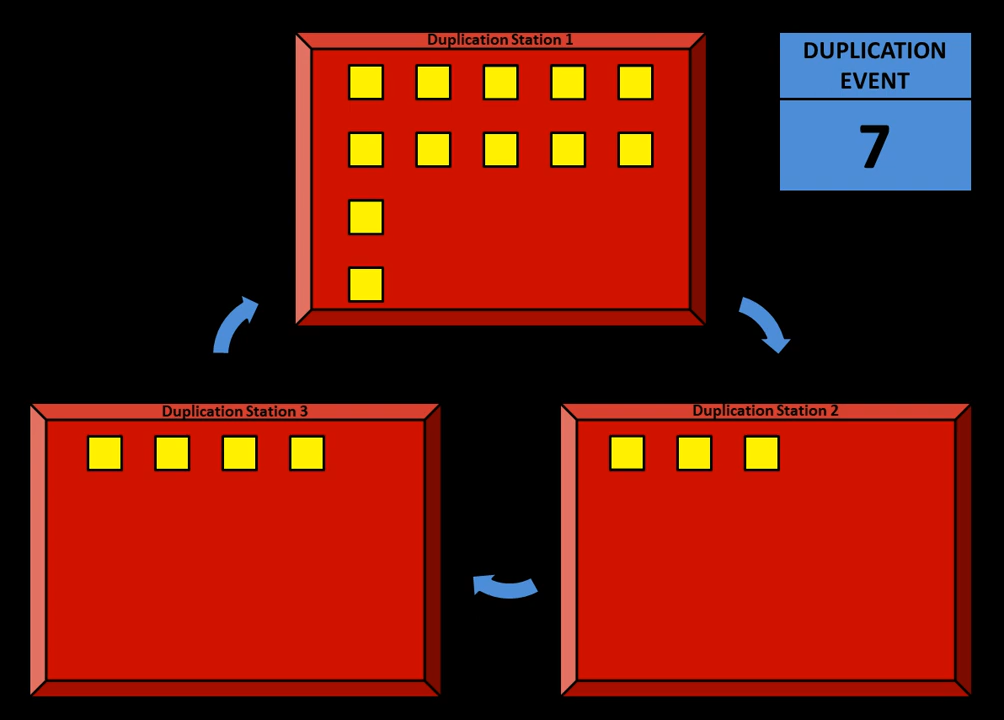 Duplication Station 1
DUPLICATION
EVENT
7
Duplication Station 3
Duplication Station 2